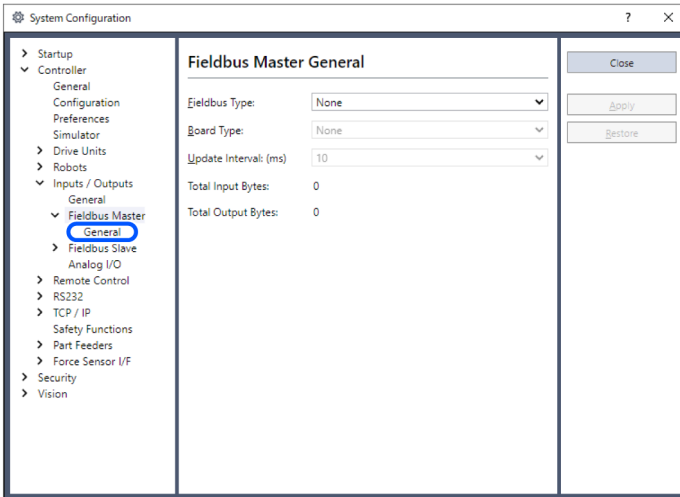 System Configuration
?
Startup
Controller
General
Configuration
Preferences
Simulator
Drive Units
Robots
Inputs / Outputs
General
Fieldbus Master
General
Fieldbus Slave
Analog I/O
Remote Control
RS232
TCP / IP
Safety Functions
Part Feeders
Force Sensor I/F
Security
Vision
Fieldbus Master General
Fieldbus Type: None
Board Type: None
Update Interval: (ms) 10
Total Input Bytes: 0
Total Output Bytes: 0
Close
Apply
Restore